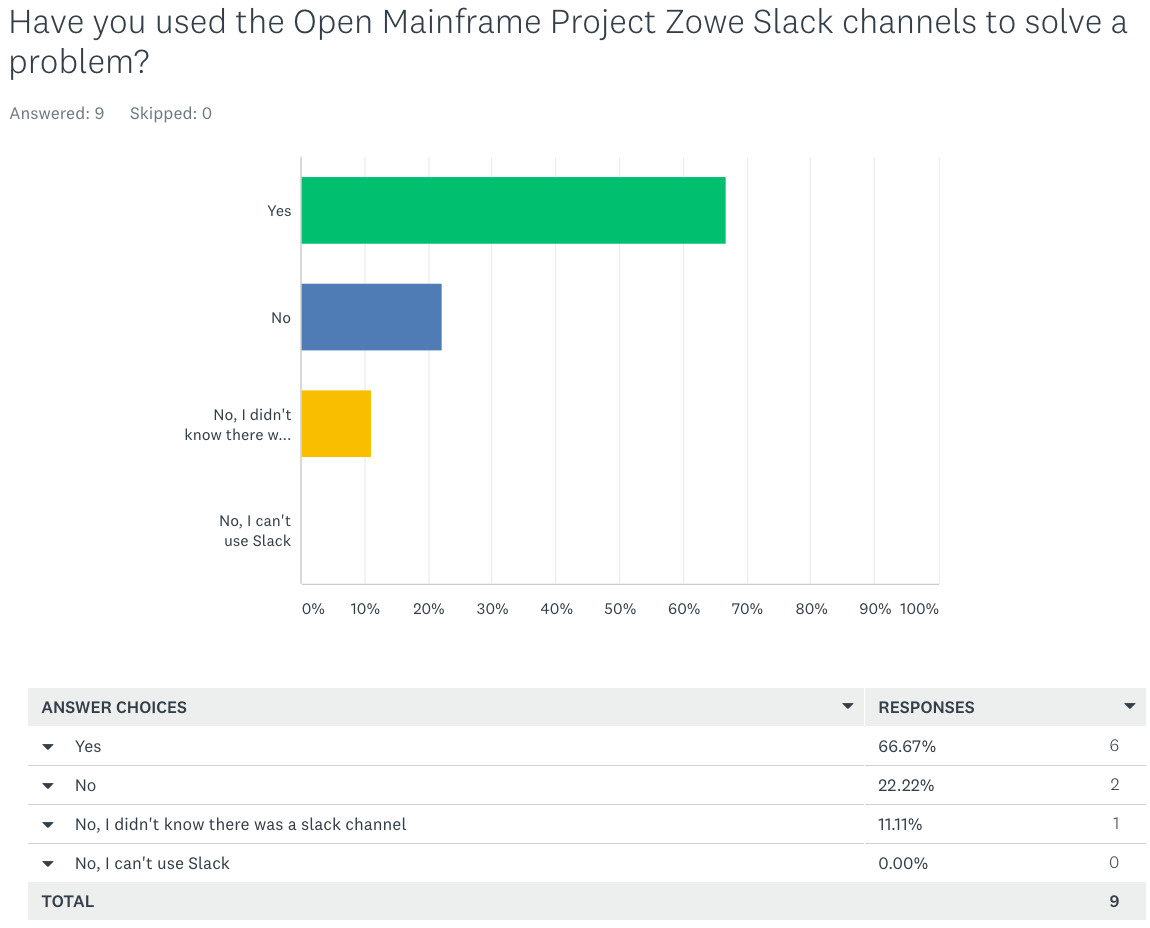 Have you used the Open Mainframe Project Zowe Slack channels to solve a
problem?
Answered: 9 Skipped: 0
Yes
No
No, I didn't
know there w...
No, I can't
use Slack
0% 10% 20% 30% 40% 50% 60% 70% 80% 90% 100%
ANSWER CHOICES RESPONSES
Yes 66.67% 6
No 22.22% 2
No, I didn't know there was a slack channel 11.11% 1
No, I can't use Slack 0.00% 0
TOTAL 9